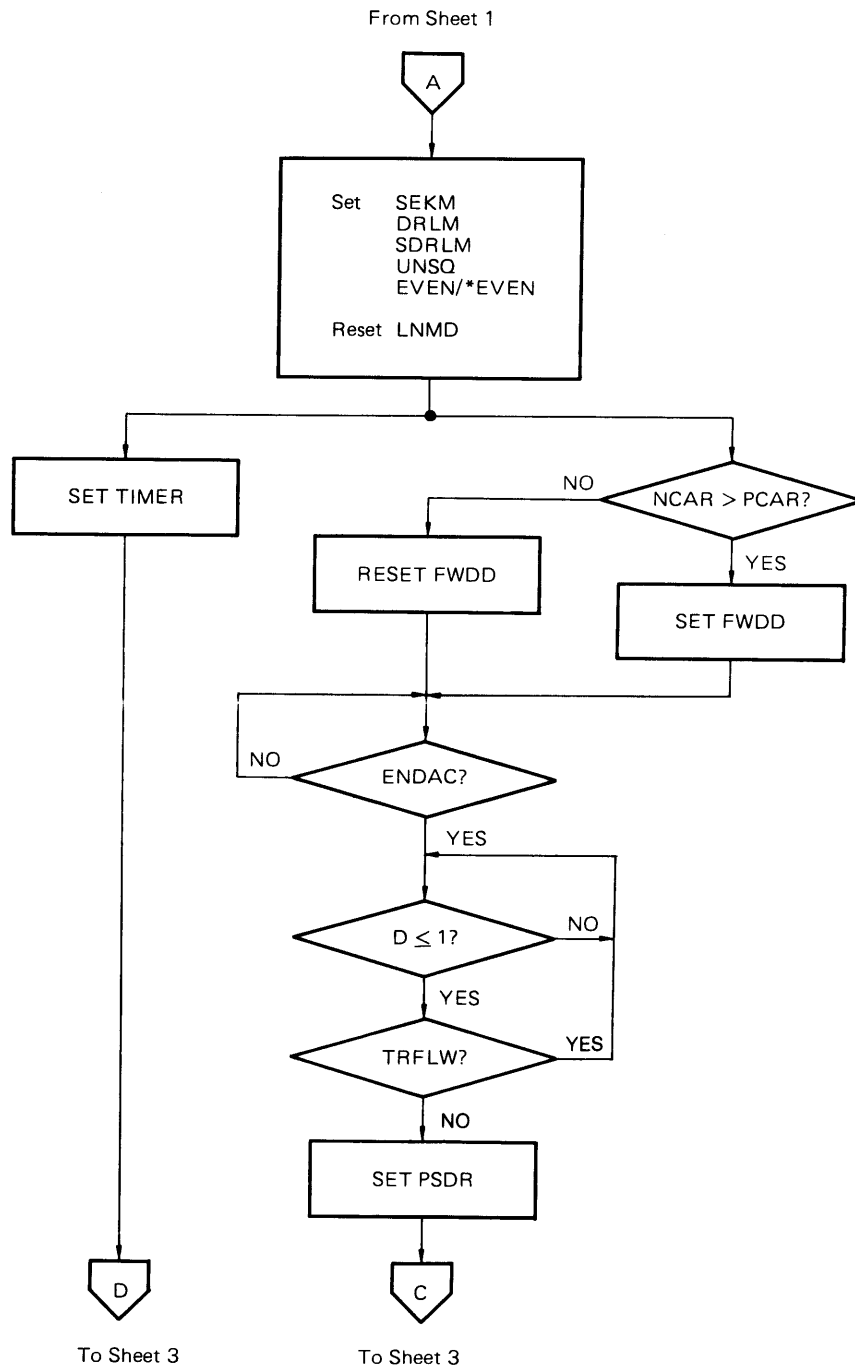 From Sheet 1
A
Set SEKM
DRLM
SDRLM
UNSQ
EVEN/*EVEN
Reset LNMD
SET TIMER
NO
NCAR > PCAR?
YES
RESET FWDD
SET FWDD
NO
ENDAC?
YES
D ≤ 1?
NO
YES
TRFLW?
YES
NO
SET PSDR
D
C
To Sheet 3
To Sheet 3